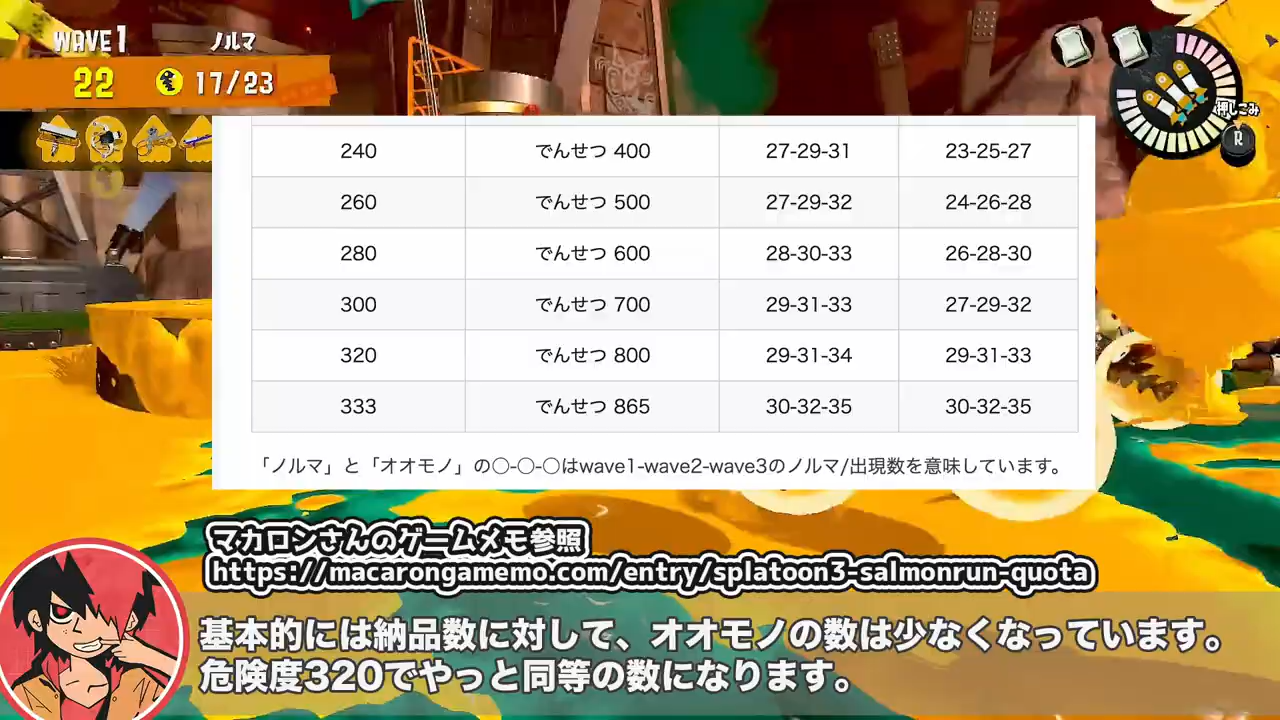 WAVE1 ノルマ
22 17/23
押しこみ
R
240 でんせつ 400 27-29-31 23-25-27
260 でんせつ 500 27-29-32 24-26-28
280 でんせつ 600 28-30-33 26-28-30
300 でんせつ 700 29-31-33 27-29-32
320 でんせつ 800 29-31-34 29-31-33
333 でんせつ 865 30-32-35 30-32-35
「ノルマ」と「オオモノ」の○-○-○はwave1-wave2-wave3のノルマ/出現数を意味しています。
マカロンさんのゲームメモ参照
https://macarongamemo.com/entry/splatoon3-salmonrun-quota
基本的には納品数に対して、オオモノの数は少なくなっています。
危険度320でやっと同等の数になります。